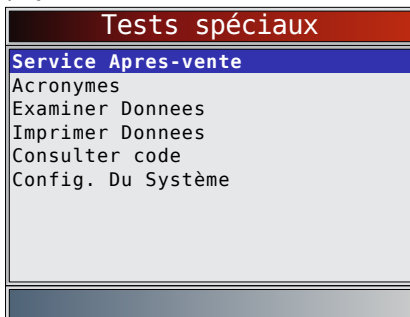 Tests spéciaux
Service Apres-vente
Acronymes
Examiner Donnees
Imprimer Donnees
Consulter code
Config. Du Système